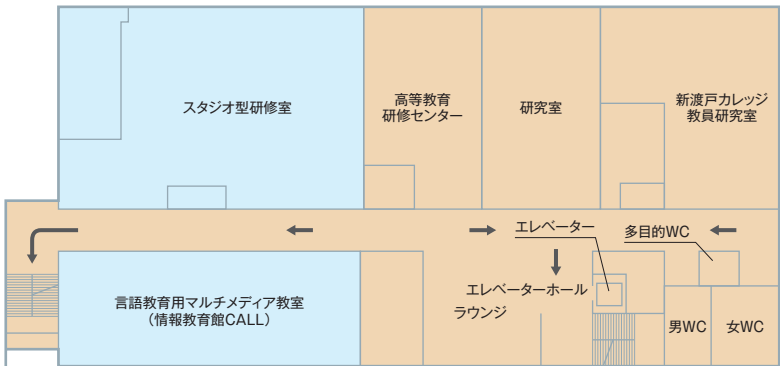 スタジオ型研修室
高等教育
研修センター
研究室
新渡戸カレッジ
教員研究室
エレベーター
多目的WC
エレベーターホール
ラウンジ
言語教育用マルチメディア教室
（情報教育館CALL）
男WC
女WC